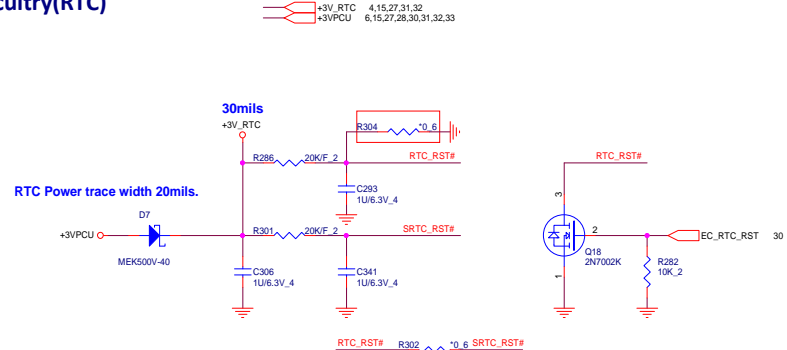 cuitry(RTC)
+3V_RTC 4,15,27,31,32
+3VPCU 6,15,27,28,30,31,32,33
30mils
+3V_RTC
R304 *0_6
R286 20K/F_2 RTC_RST#
RTC_RST#
C293
1U/6.3V_4
RTC Power trace width 20mils.
D7
+3VPCU
MEK500V-40
R301 20K/F_2 SRTC_RST#
C306
1U/6.3V_4
C341
1U/6.3V_4
3
2
1
EC_RTC_RST 30
Q18
2N7002K
R282
10K_2
RTC_RST# R302 *0_6 SRTC_RST#